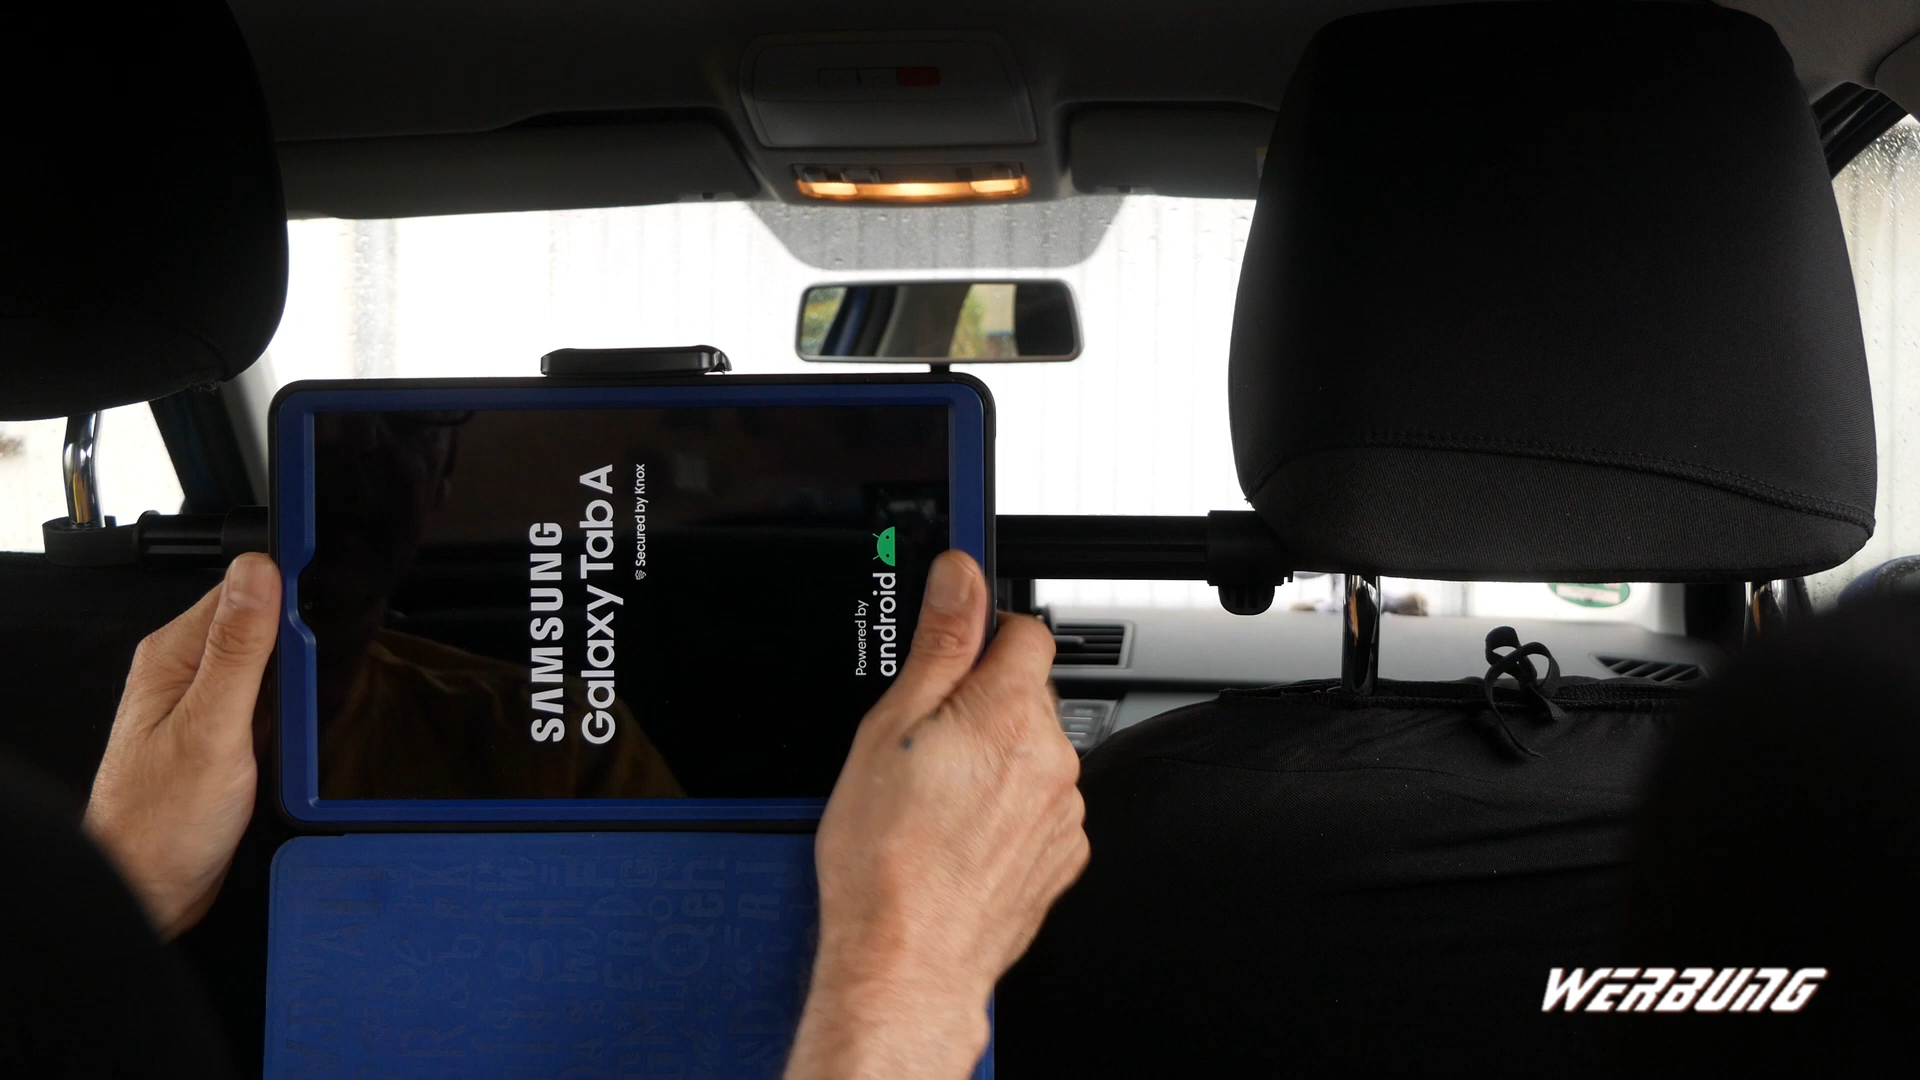 SAMSUNG
Galaxy Tab A
Secured by Knox
Powered by
android
WERBUNG